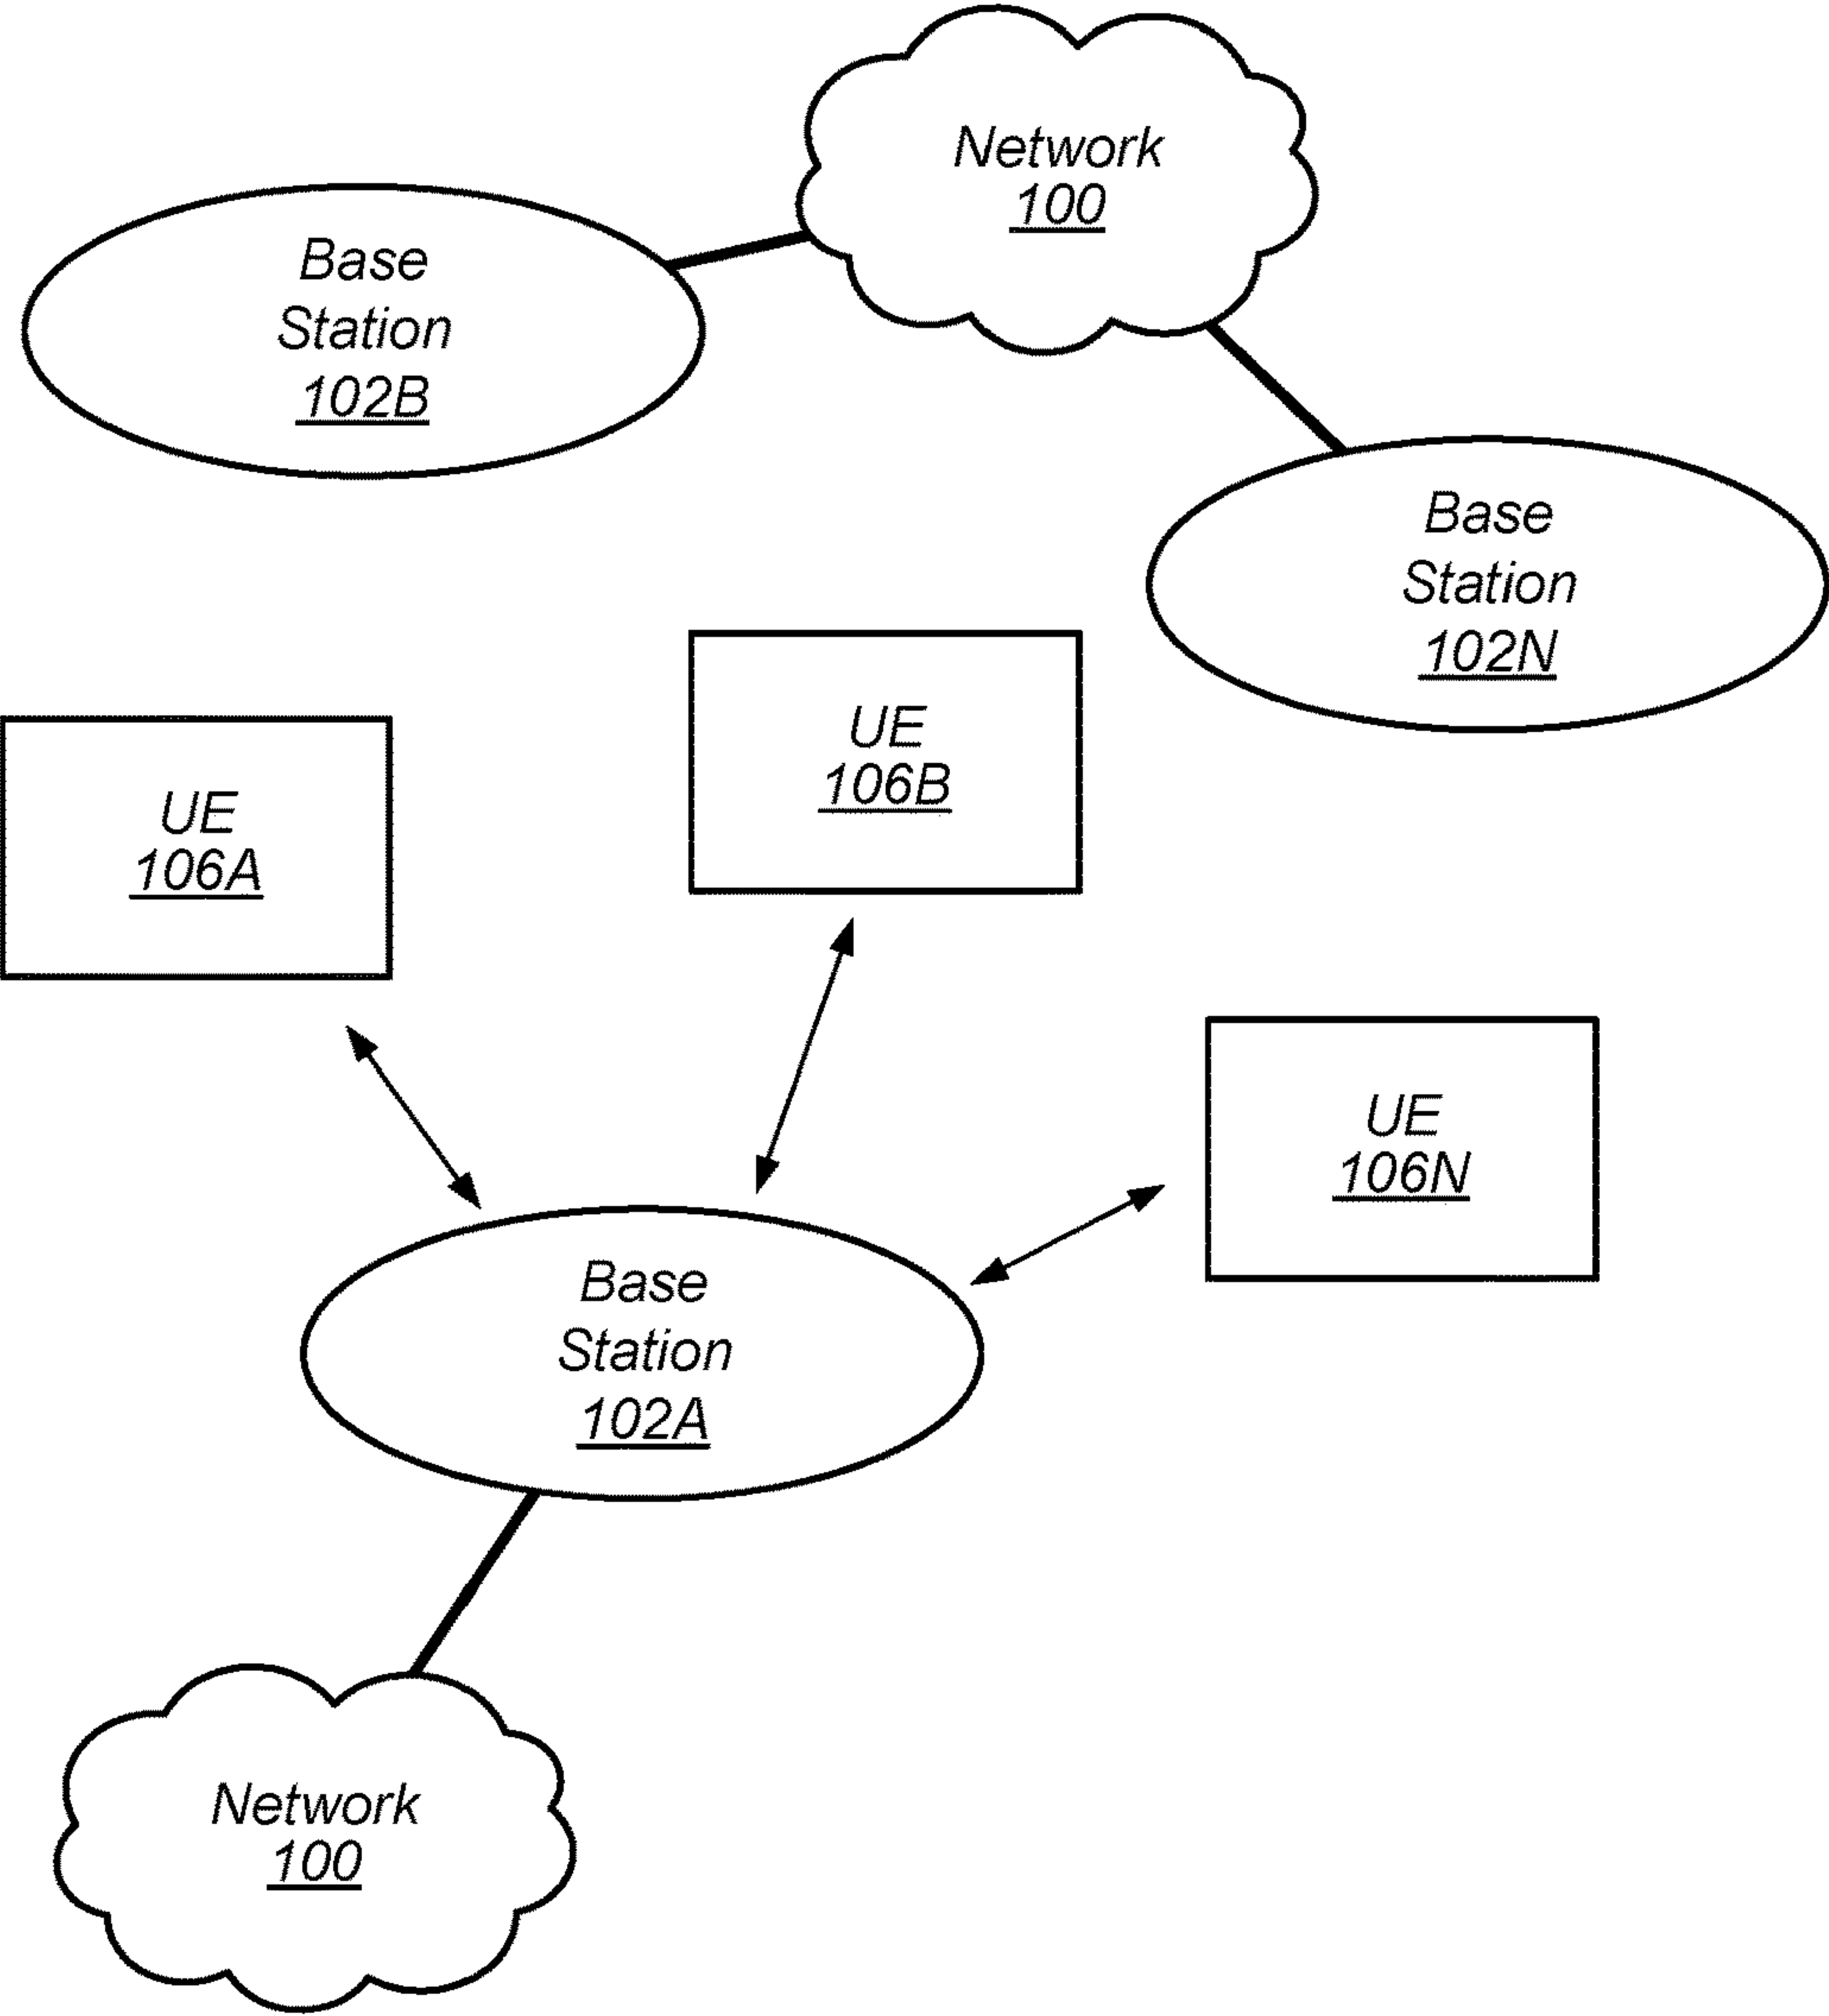 Network
100
Base
Station
102B
Base
Station
102N
UE
106B
UE
106A
UE
106N
Base
Station
102A
Network
100